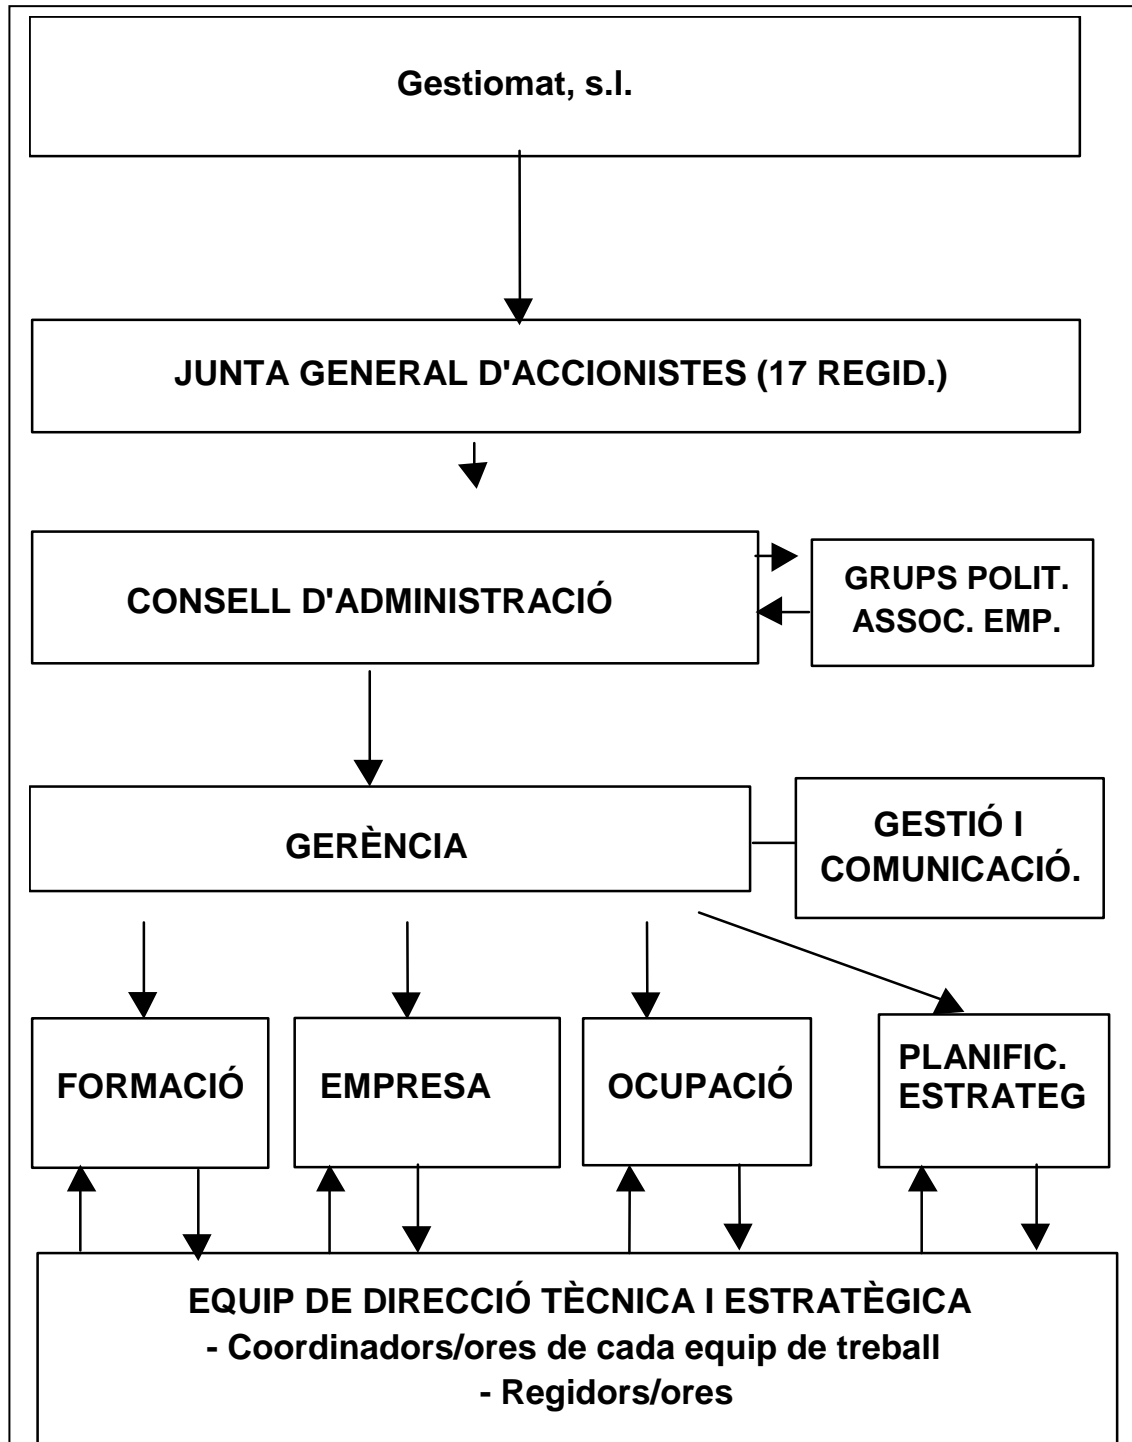 Gestiomat, s.l.
JUNTA GENERAL D'ACCIONISTES (17 REGID.)
CONSELL D'ADMINISTRACIÓ
GRUPS POLIT.
ASSOC. EMP.
GERÈNCIA
GESTIÓ I
COMUNICACIÓ.
FORMACIÓ
EMPRESA
OCUPACIÓ
PLANIFIC.
ESTRATEG
EQUIP DE DIRECCIÓ TÈCNICA I ESTRATÈGICA
- Coordinadors/ores de cada equip de treball
- Regidors/ores